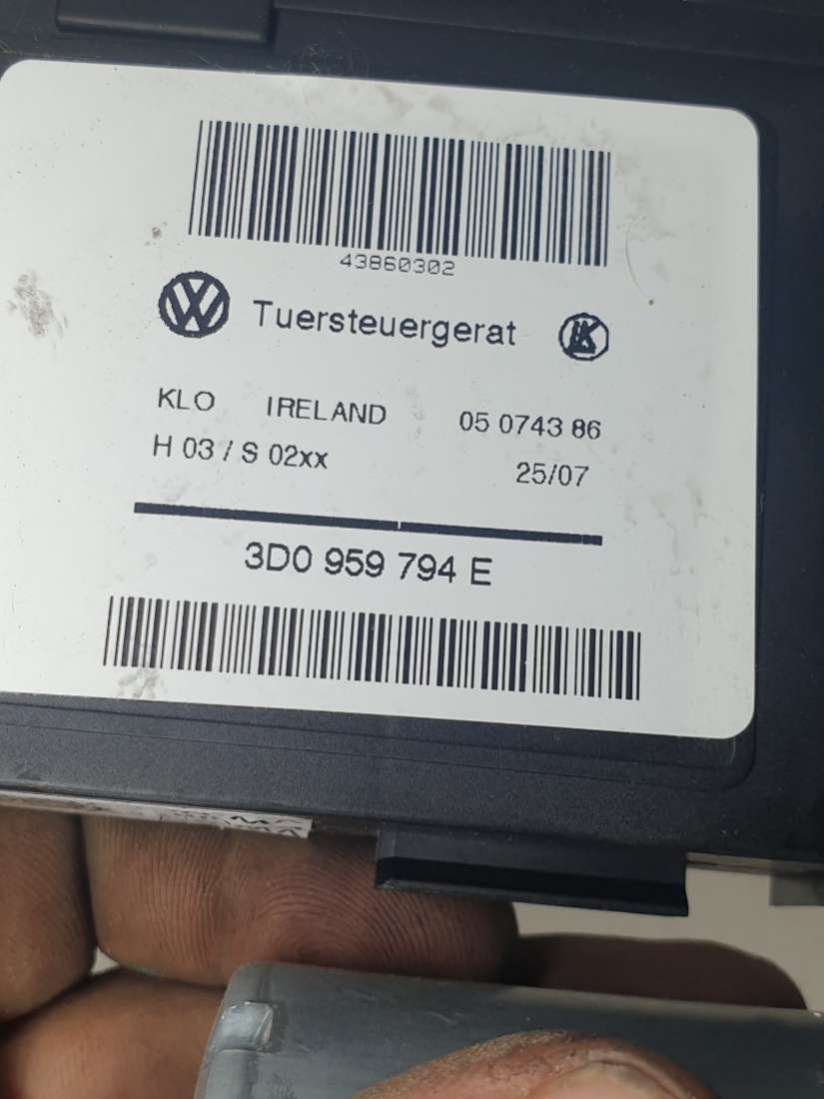 43860302
Tuersteuergerat
KLO IRELAND 05 0743 86
H 03 / S 02xx 25/07
3D0 959 794 E